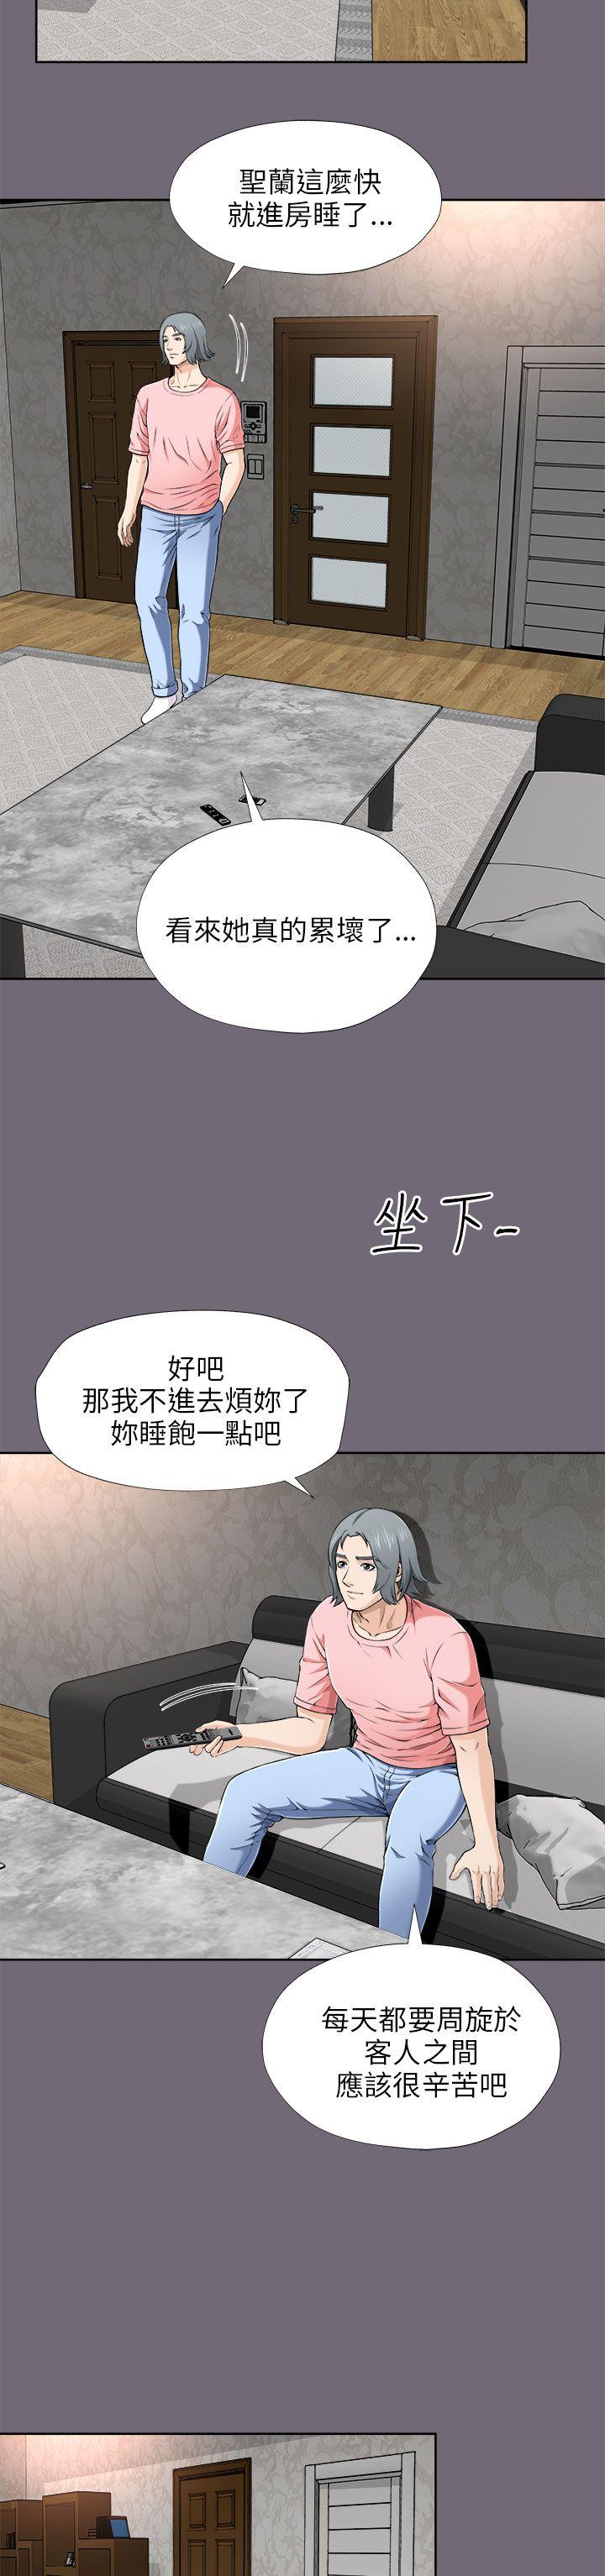 聖蘭這麼快
就進房睡了...
看來她真的累壞了...
坐下-
好吧
那我不進去煩妳了
妳睡飽一點吧
每天都要周旋於
客人之間
應該很辛苦吧